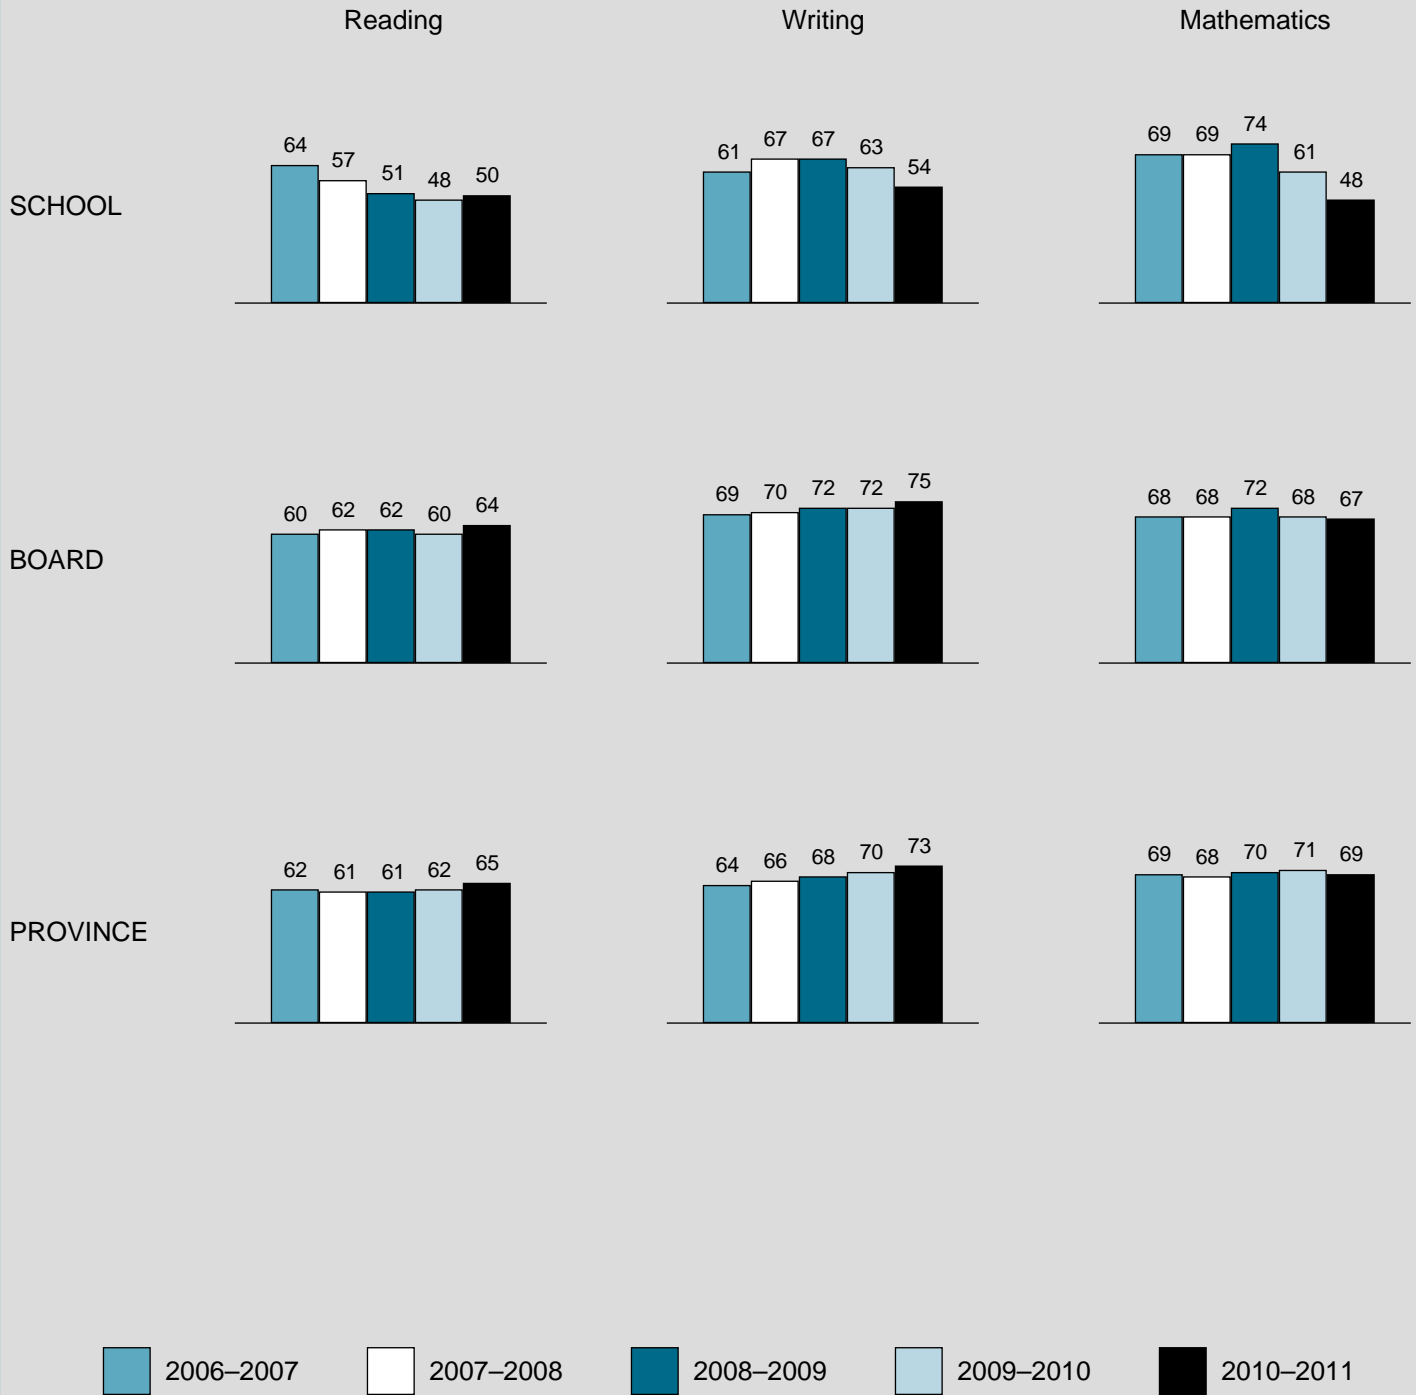 Reading Writing Mathematics
SCHOOL
64 57 51 48 50
61 67 67 63 54
69 69 74 61 48
BOARD
60 62 62 60 64
69 70 72 72 75
68 68 72 68 67
PROVINCE
62 61 61 62 65
64 66 68 70 73
69 68 70 71 69
2006–2007 2007–2008 2008–2009 2009–2010 2010–2011